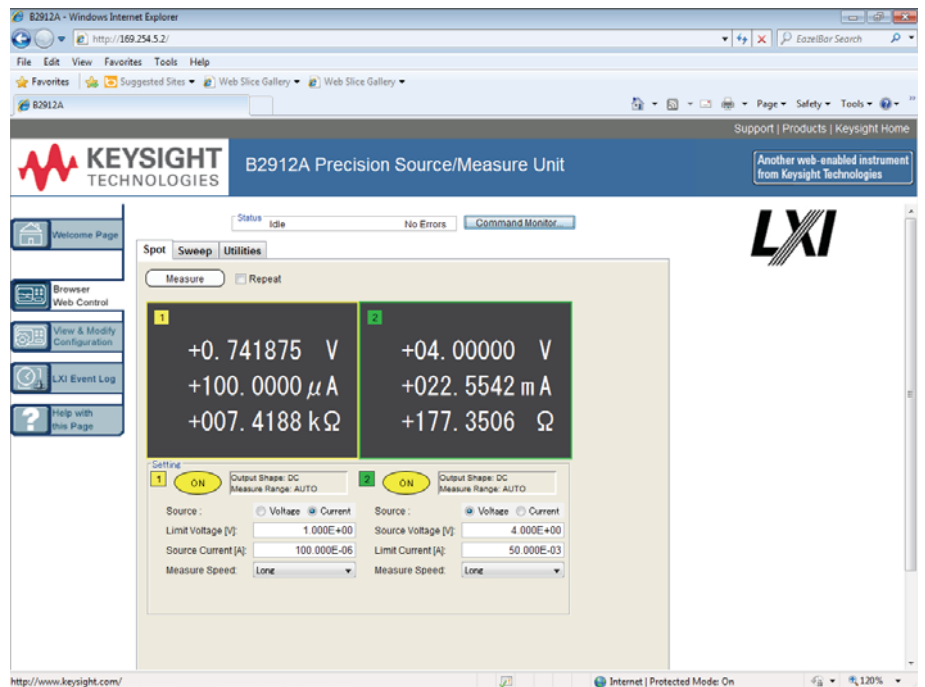 B2912A - Windows Internet Explorer
http://169.254.5.2/
EazelBar Search
File Edit View Favorites Tools Help
Favorites Suggested Sites Web Slice Gallery Web Slice Gallery
B2912A
Page Safety Tools
Support | Products | Keysight Home
KEYSIGHT
TECHNOLOGIES
B2912A Precision Source/Measure Unit
Another web-enabled instrument
from Keysight Technologies
Welcome Page
Browser
Web Control
View & Modify
Configuration
LXI Event Log
Help with
this Page
Status
Idle No Errors Command Monitor...
LXI
Spot Sweep Utilities
Measure Repeat
1
+0.741875 V
+100.0000 μA
+007.4188 kΩ
2
+04.00000 V
+022.5542 mA
+177.3506 Ω
Setting
1 ON Output Shape: DC
Measure Range: AUTO
Source : Voltage Current
Limit Voltage [V]: 1.000E+00
Source Current [A]: 100.000E-06
Measure Speed: Long
2 ON Output Shape: DC
Measure Range: AUTO
Source : Voltage Current
Source Voltage [V]: 4.000E+00
Limit Current [A]: 50.000E-03
Measure Speed: Long
http://www.keysight.com/
Internet | Protected Mode: On
120%